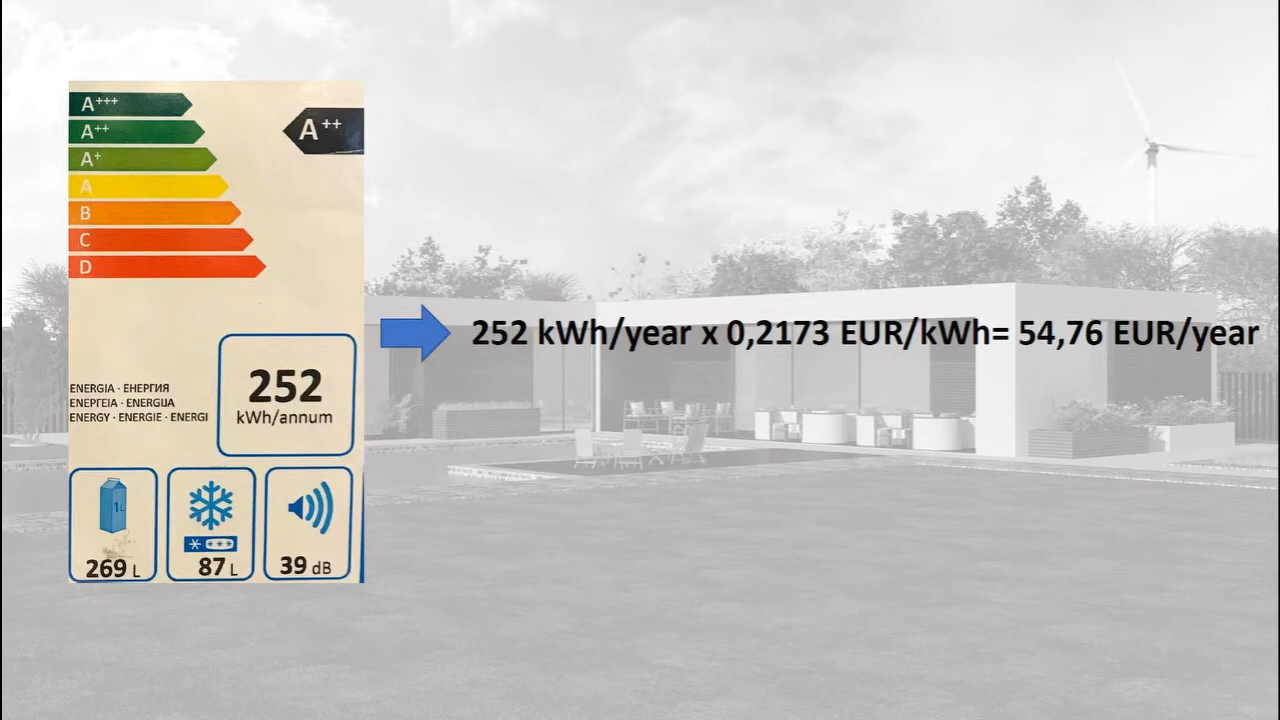 A+++
A++
A++
A+
A
B
C
D
252 kWh/year x 0,2173 EUR/kWh= 54,76 EUR/year
252
kWh/annum
ENERGIA · ЕНЕРГИЯ
ΕΝΕΡΓΕΙΑ · ENERGIJA
ENERGY · ENERGIE · ENERGI
1L
269 L
87 L
39 dB